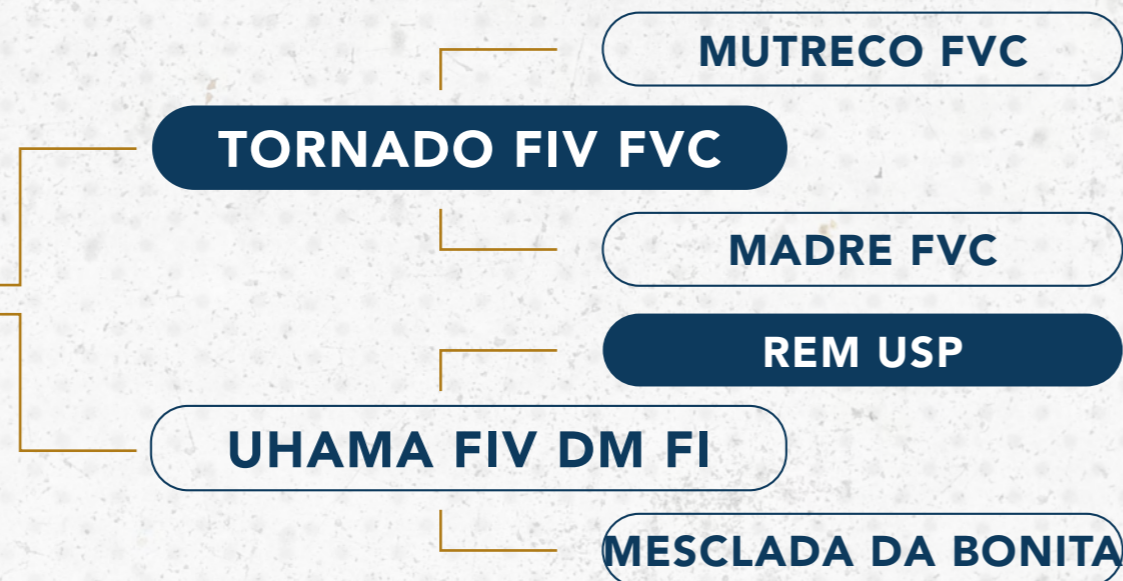 MUTRECO FVC
TORNADO FIV FVC
MADRE FVC
REM USP
UHAMA FIV DM FI
MESCLADA DA BONITA